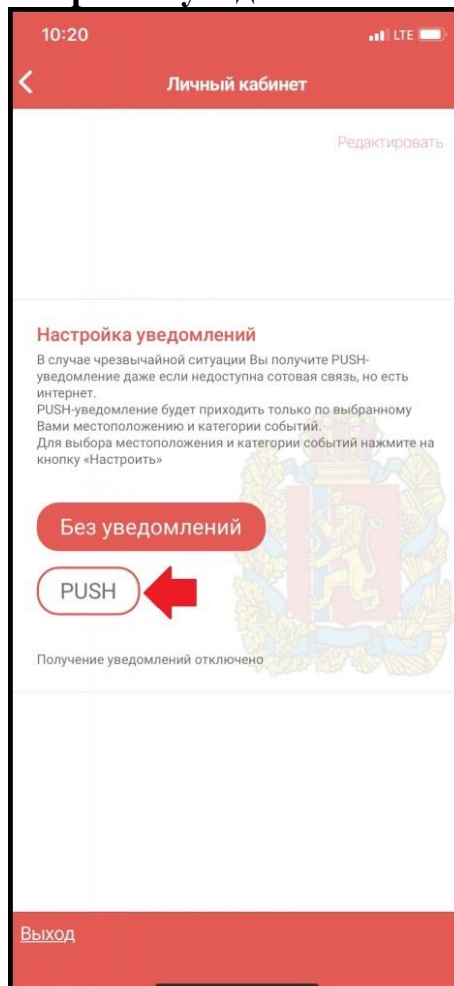 10:20
LTE
Личный кабинет
Редактировать
Настройка уведомлений
В случае чрезвычайной ситуации Вы получите PUSH-
уведомление даже если недоступна сотовая связь, но есть
интернет.
PUSH-уведомление будет приходить только по выбранному
Вами местоположению и категории событий.
Для выбора местоположения и категории событий нажмите на
кнопку «Настроить»
Без уведомлений
PUSH
Получение уведомлений отключено
Выход